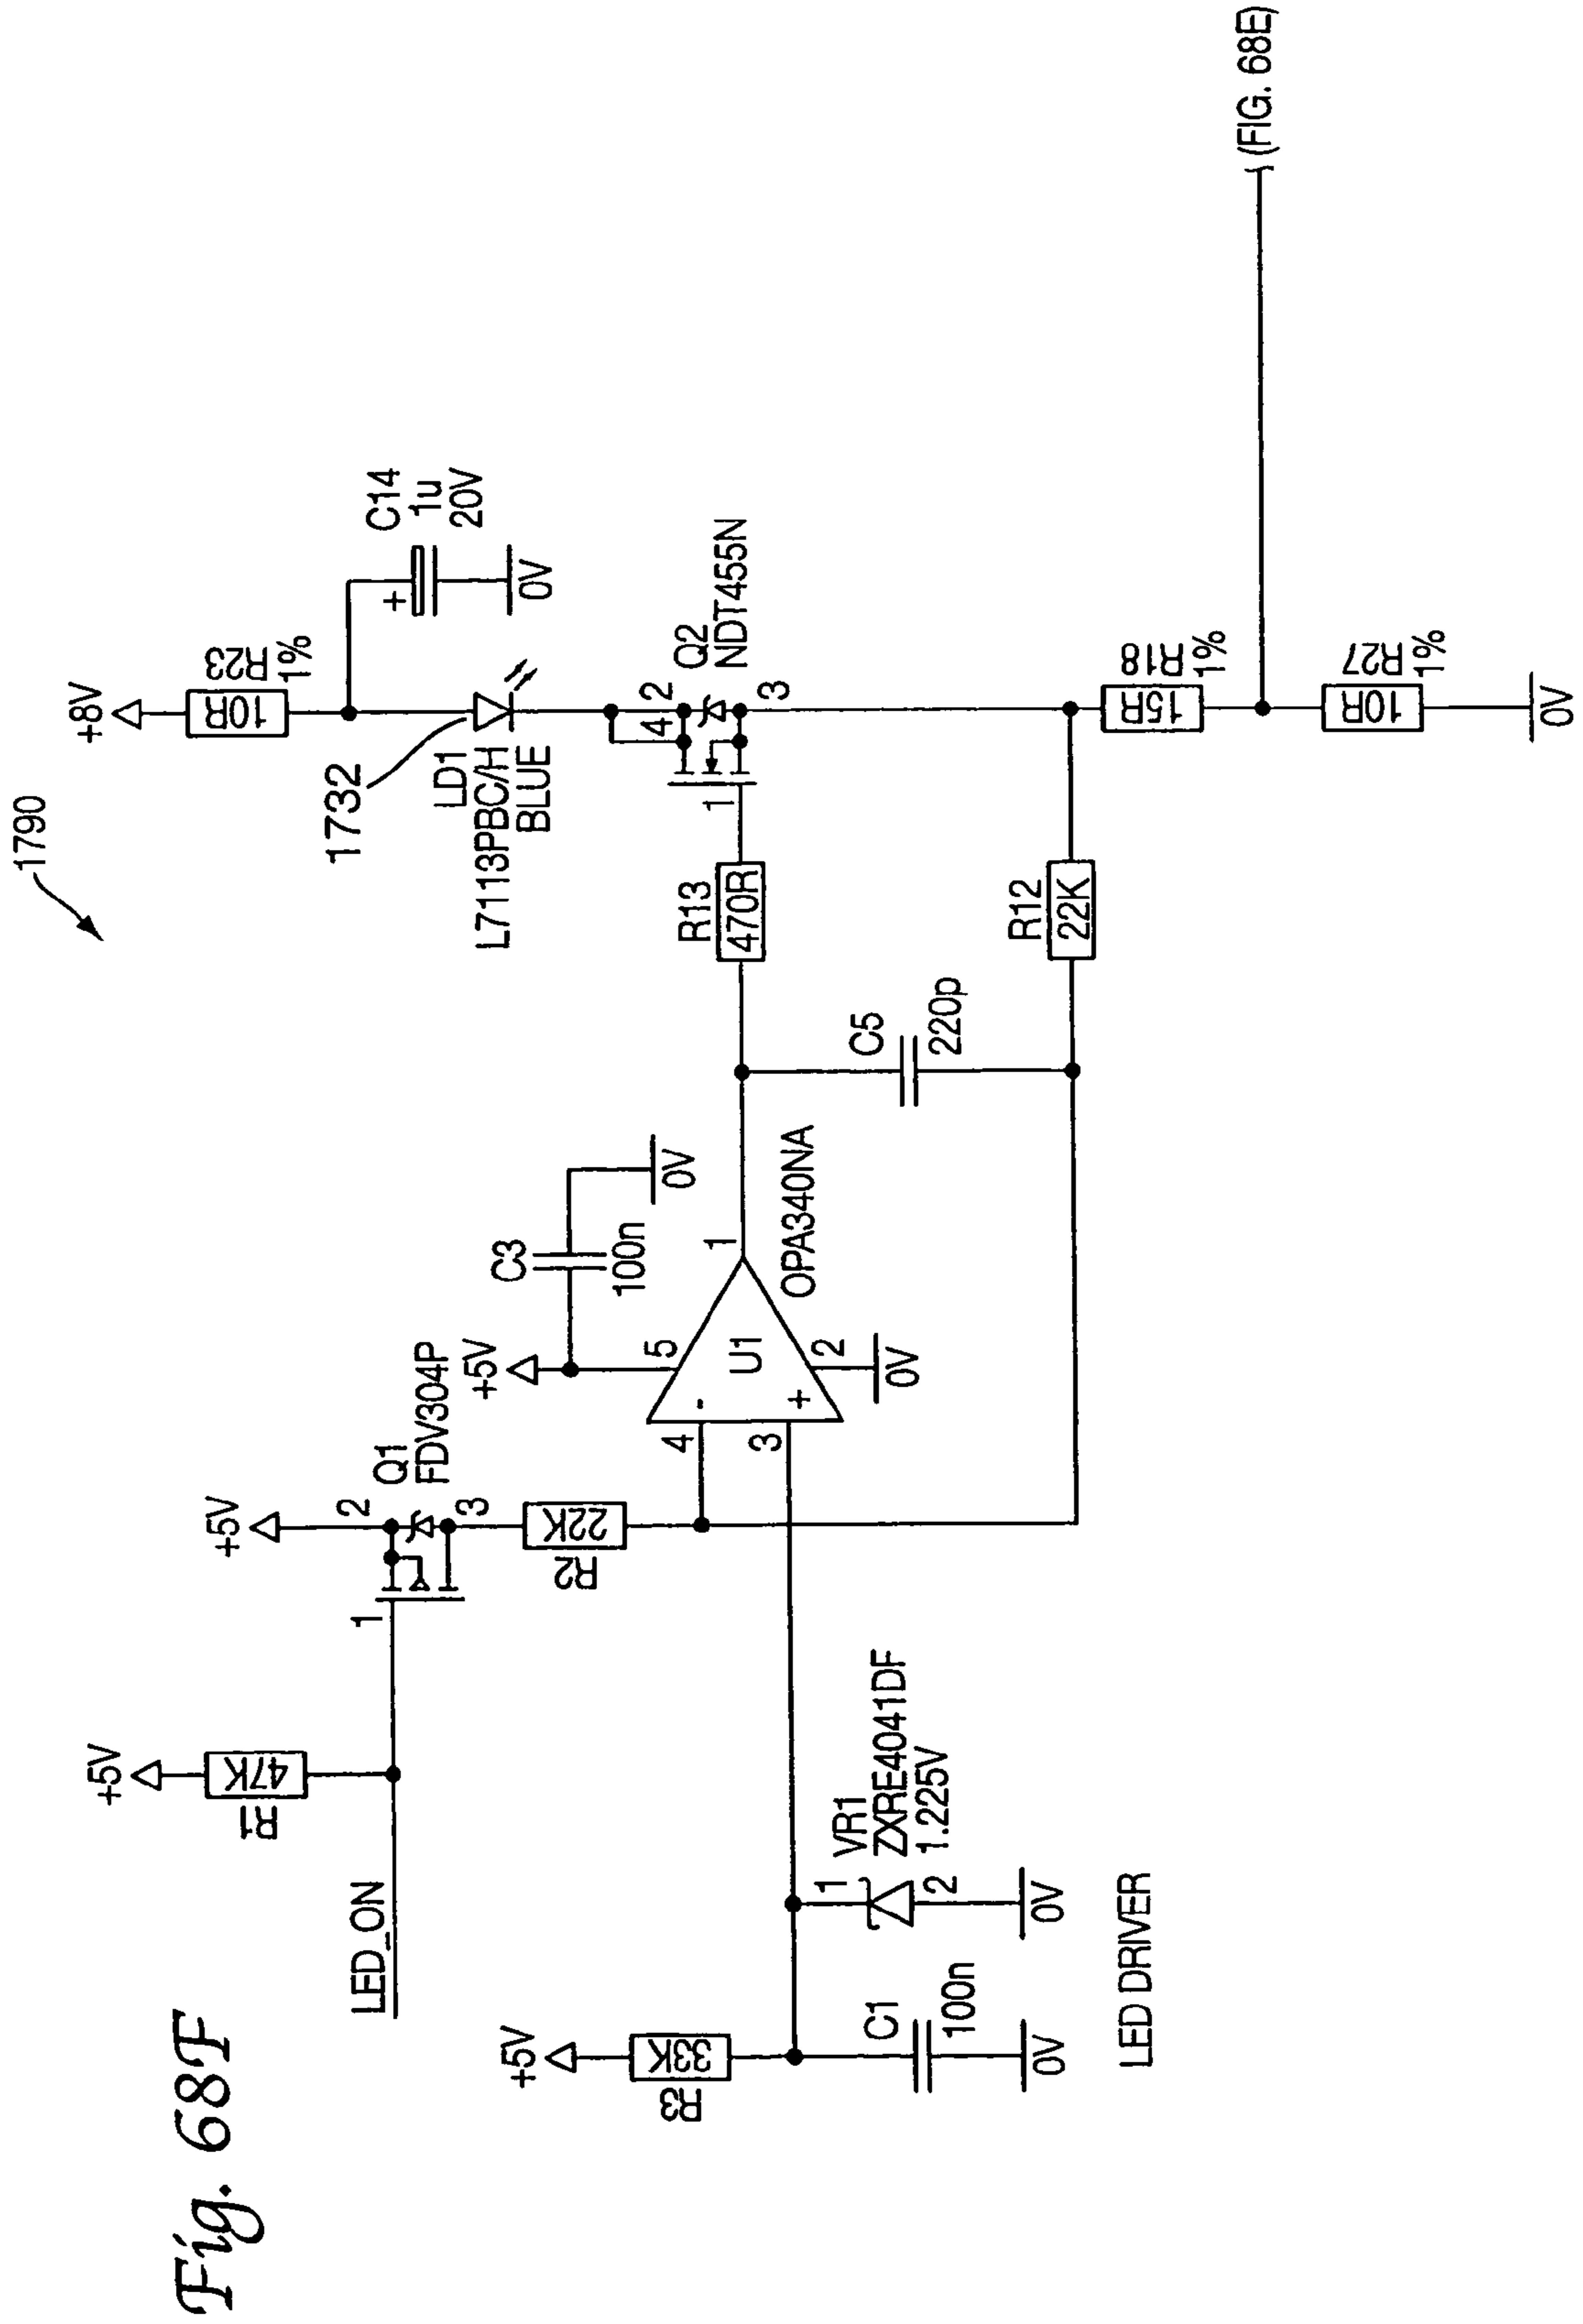 Fig. 68F
1790
+5V
R1
47K
LED_ON
1
+5V
2
Q1
FDV304P
3
R2
22K
+5V
R3
33K
C1
100n
0V
VR1
ZXRE4041DF
1.225V
1
2
0V
+5V
C3
100n
0V
5
4
-
U1
3
+
2
0V
1
OPA340NA
C5
220p
R13
470R
R12
22K
+8V
10R
R23
1%
C14
1u
20V
+
0V
1732
LD1
L7113PBC/H
BLUE
4
2
Q2
NDT455N
1
3
15R
R18
1%
(FIG. 68E)
10R
R27
1%
0V
LED DRIVER